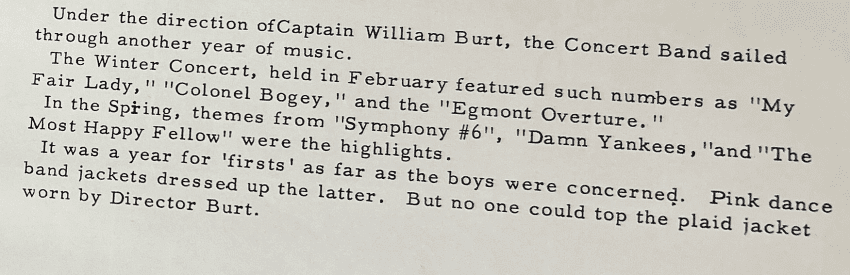 Under the direction ofCaptain William Burt, the Concert Band sailed
through another year of music.
The Winter Concert, held in February featured such numbers as "My
Fair Lady," "Colonel Bogey," and the "Egmont Overture."
In the Spring, themes from "Symphony #6", "Damn Yankees,"and "The
Most Happy Fellow" were the highlights.
It was a year for 'firsts' as far as the boys were concerned. Pink dance
band jackets dressed up the latter. But no one could top the plaid jacket
worn by Director Burt.